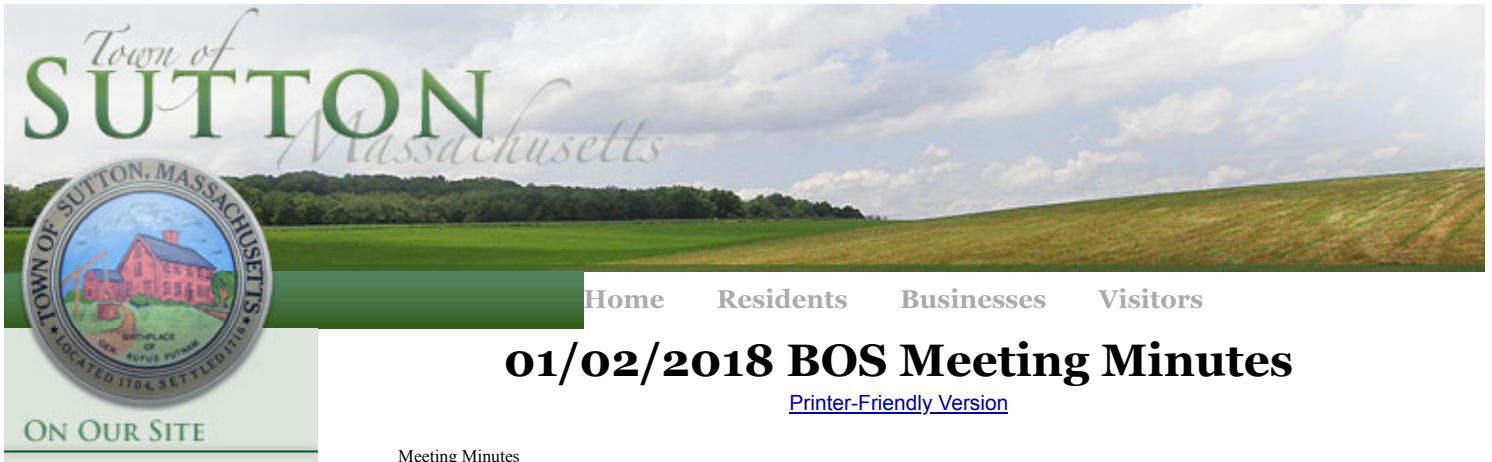 Town of
SUTTON
Massachusetts
TOWN OF SUTTON, MASSACHUSETTS
BIRTHPLACE
OF
GEN. RUFUS PUTNAM
★ LOCATED 1704, SETTLED 1716 ★
Home Residents Businesses Visitors
01/02/2018 BOS Meeting Minutes
Printer-Friendly Version
ON OUR SITE
Meeting Minutes